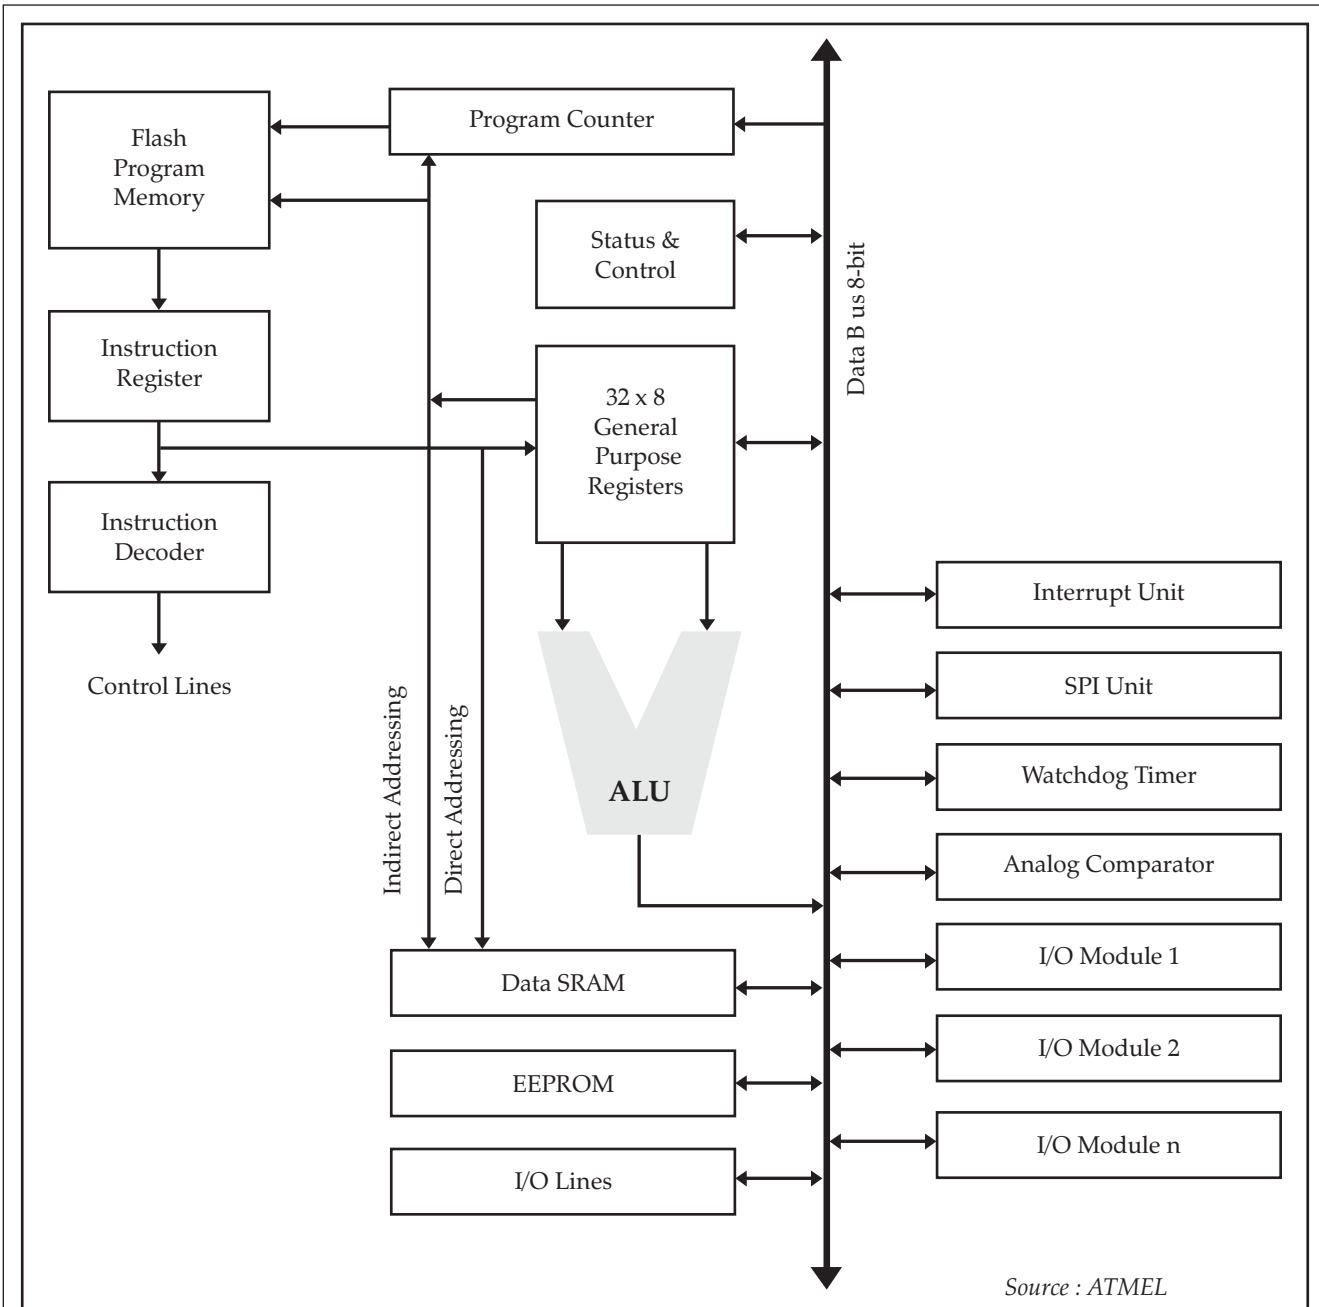 Flash
Program
Memory
Program Counter
Status &
Control
Data B us 8-bit
Instruction
Register
32 x 8
General
Purpose
Registers
Instruction
Decoder
Control Lines
Indirect Addressing
Direct Addressing
ALU
Interrupt Unit
SPI Unit
Watchdog Timer
Analog Comparator
Data SRAM
I/O Module 1
EEPROM
I/O Module 2
I/O Lines
I/O Module n
Source : ATMEL